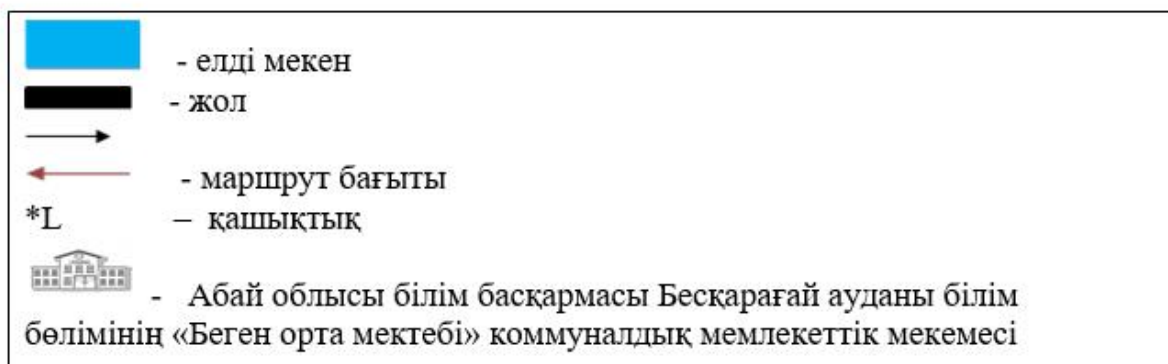 - елді мекен
- жол
- маршрут бағыты
*L – қашықтық
- Абай облысы білім басқармасы Бесқарағай ауданы білім
бөлімінің «Беген орта мектебі» коммуналдық мемлекеттік мекемесі